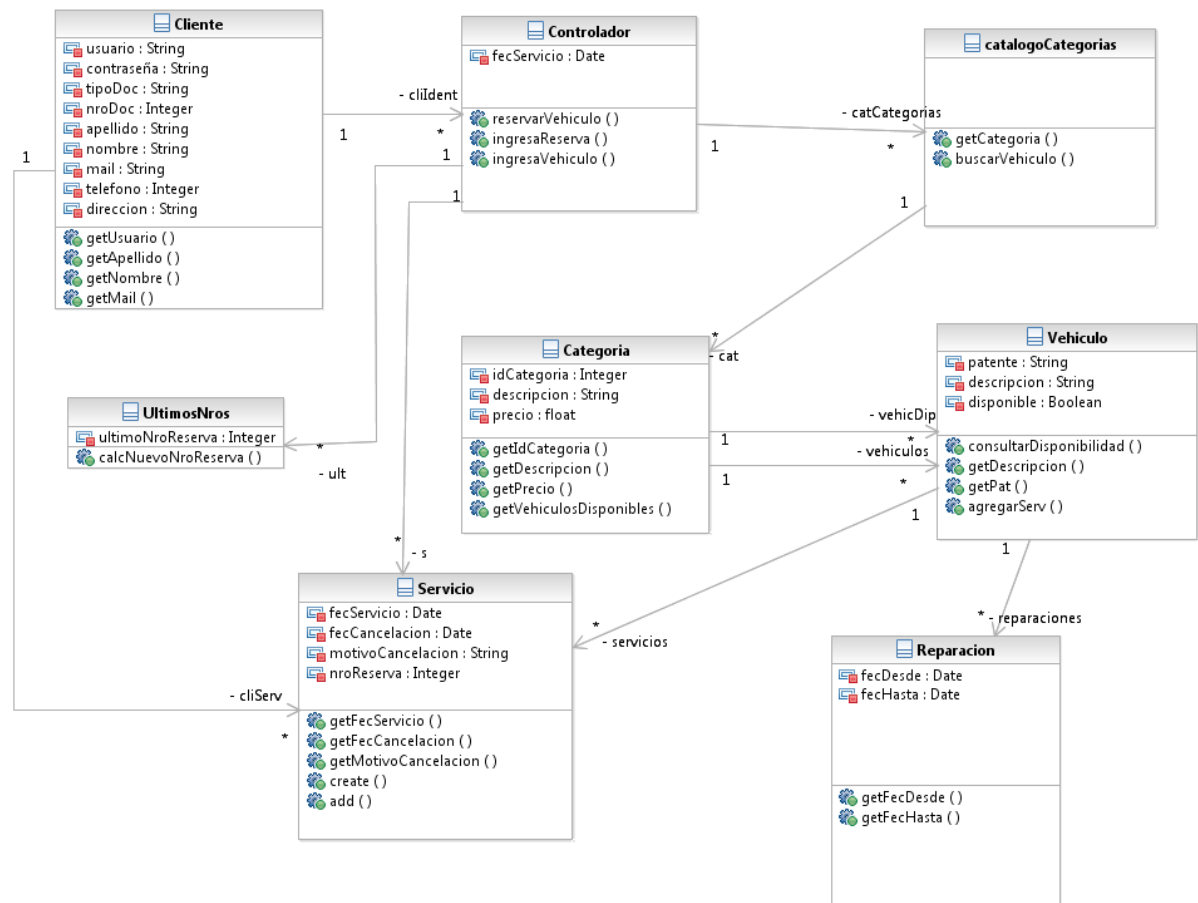 Cliente
usuario : String
contraseña : String
tipoDoc : String
nroDoc : Integer
apellido : String
nombre : String
mail : String
telefono : Integer
direccion : String
getUsuario ( )
getApellido ( )
getNombre ( )
getMail ( )
1
1
- cliIdent
*
Controlador
fecServicio : Date
reservarVehiculo ( )
ingresaReserva ( )
ingresaVehiculo ( )
1
1
1
- catCategorias
*
catalogoCategorias
getCategoria ( )
buscarVehiculo ( )
1
*
- cat
Categoria
idCategoria : Integer
descripcion : String
precio : float
getIdCategoria ( )
getDescripcion ( )
getPrecio ( )
getVehiculosDisponibles ( )
1
- vehicDip
*
1
- vehiculos
*
Vehiculo
patente : String
descripcion : String
disponible : Boolean
consultarDisponibilidad ( )
getDescripcion ( )
getPat ( )
agregarServ ( )
1
1
UltimosNros
ultimoNroReserva : Integer
calcNuevoNroReserva ( )
*
- ult
*
- s
Servicio
fecServicio : Date
fecCancelacion : Date
motivoCancelacion : String
nroReserva : Integer
getFecServicio ( )
getFecCancelacion ( )
getMotivoCancelacion ( )
create ( )
add ( )
*
- servicios
- cliServ
*
* - reparaciones
Reparacion
fecDesde : Date
fecHasta : Date
getFecDesde ( )
getFecHasta ( )